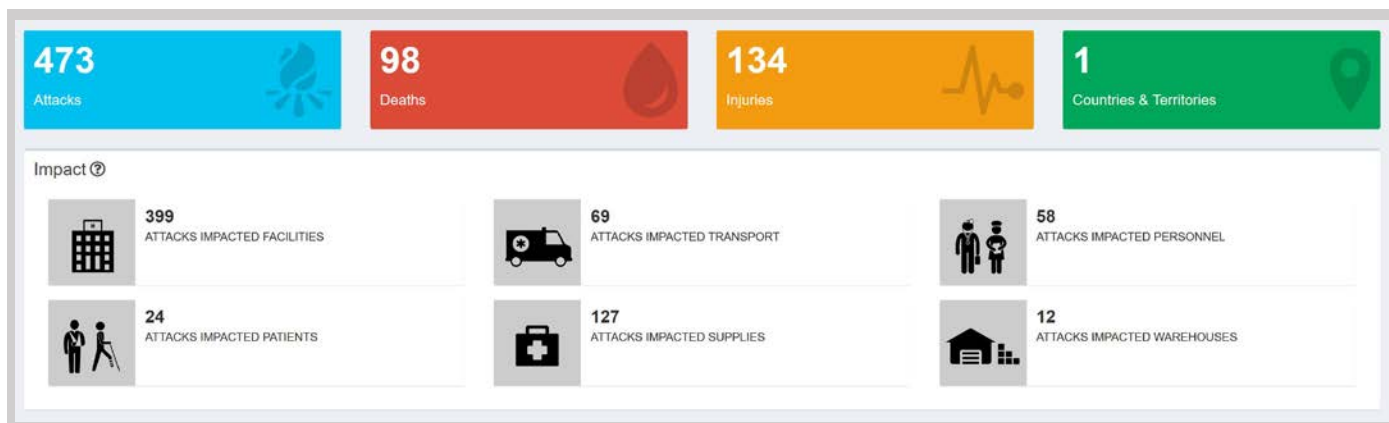 473
Attacks
98
Deaths
134
Injuries
1
Countries & Territories
Impact ?
399
ATTACKS IMPACTED FACILITIES
69
ATTACKS IMPACTED TRANSPORT
58
ATTACKS IMPACTED PERSONNEL
24
ATTACKS IMPACTED PATIENTS
127
ATTACKS IMPACTED SUPPLIES
12
ATTACKS IMPACTED WAREHOUSES